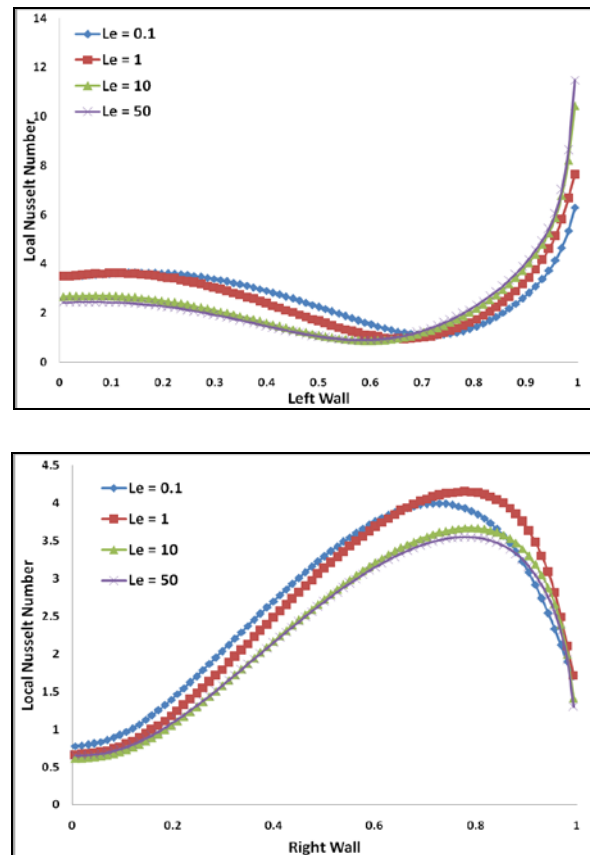 14
12
10
8
6
4
2
0
Loal Nusselt Number
Le = 0.1
Le = 1
Le = 10
Le = 50
0 0.1 0.2 0.3 0.4 0.5 0.6 0.7 0.8 0.9 1
Left Wall
4.5
4
3.5
3
2.5
2
1.5
1
0.5
0
Local Nusselt Number
Le = 0.1
Le = 1
Le = 10
Le = 50
0 0.2 0.4 0.6 0.8 1
Right Wall